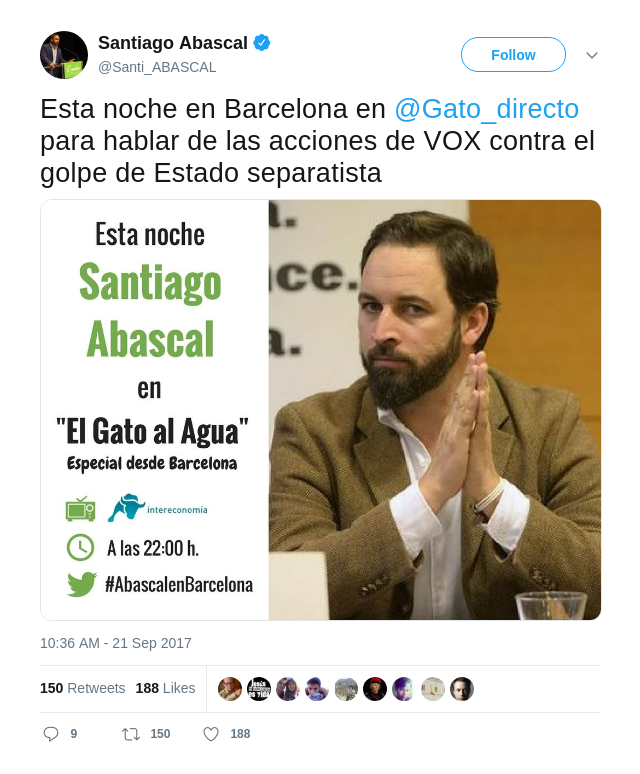 Santiago Abascal
@Santi_ABASCAL
Follow
Esta noche en Barcelona en @Gato_directo
para hablar de las acciones de VOX contra el
golpe de Estado separatista
Esta noche
Santiago
Abascal
en
"El Gato al Agua"
Especial desde Barcelona
intereconomía
A las 22:00 h.
#AbascalenBarcelona
ce.
a.
10:36 AM - 21 Sep 2017
150 Retweets 188 Likes
9 150 188